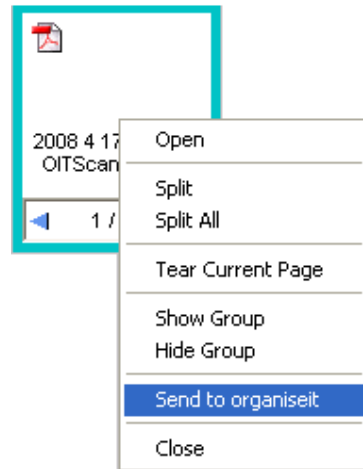 2008 4 17
OITScan
1 /
Open
Split
Split All
Tear Current Page
Show Group
Hide Group
Send to organiseit
Close